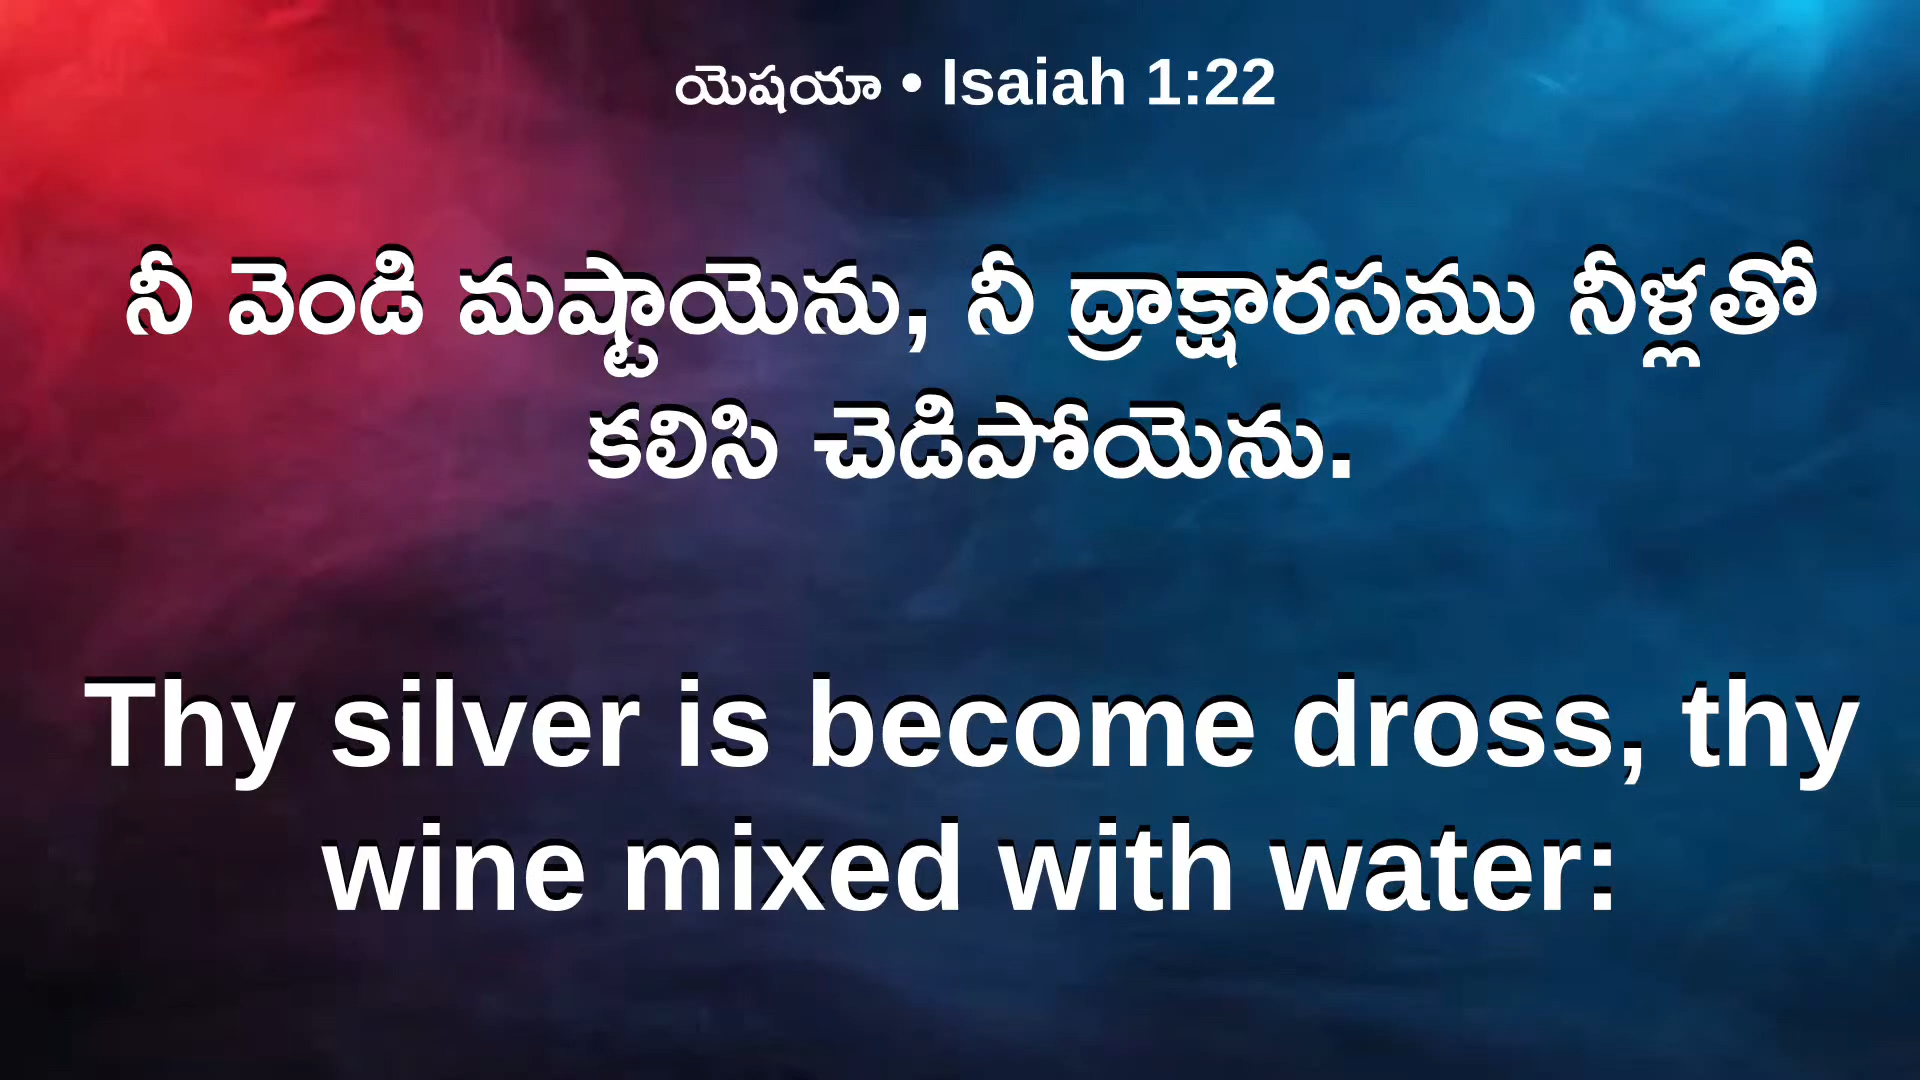 యెషయా • Isaiah 1:22
నీ వెండి మష్టాయెను, నీ ద్రాక్షారసము నీళ్లతో
కలిసి చెడిపోయెను.
Thy silver is become dross, thy
wine mixed with water: